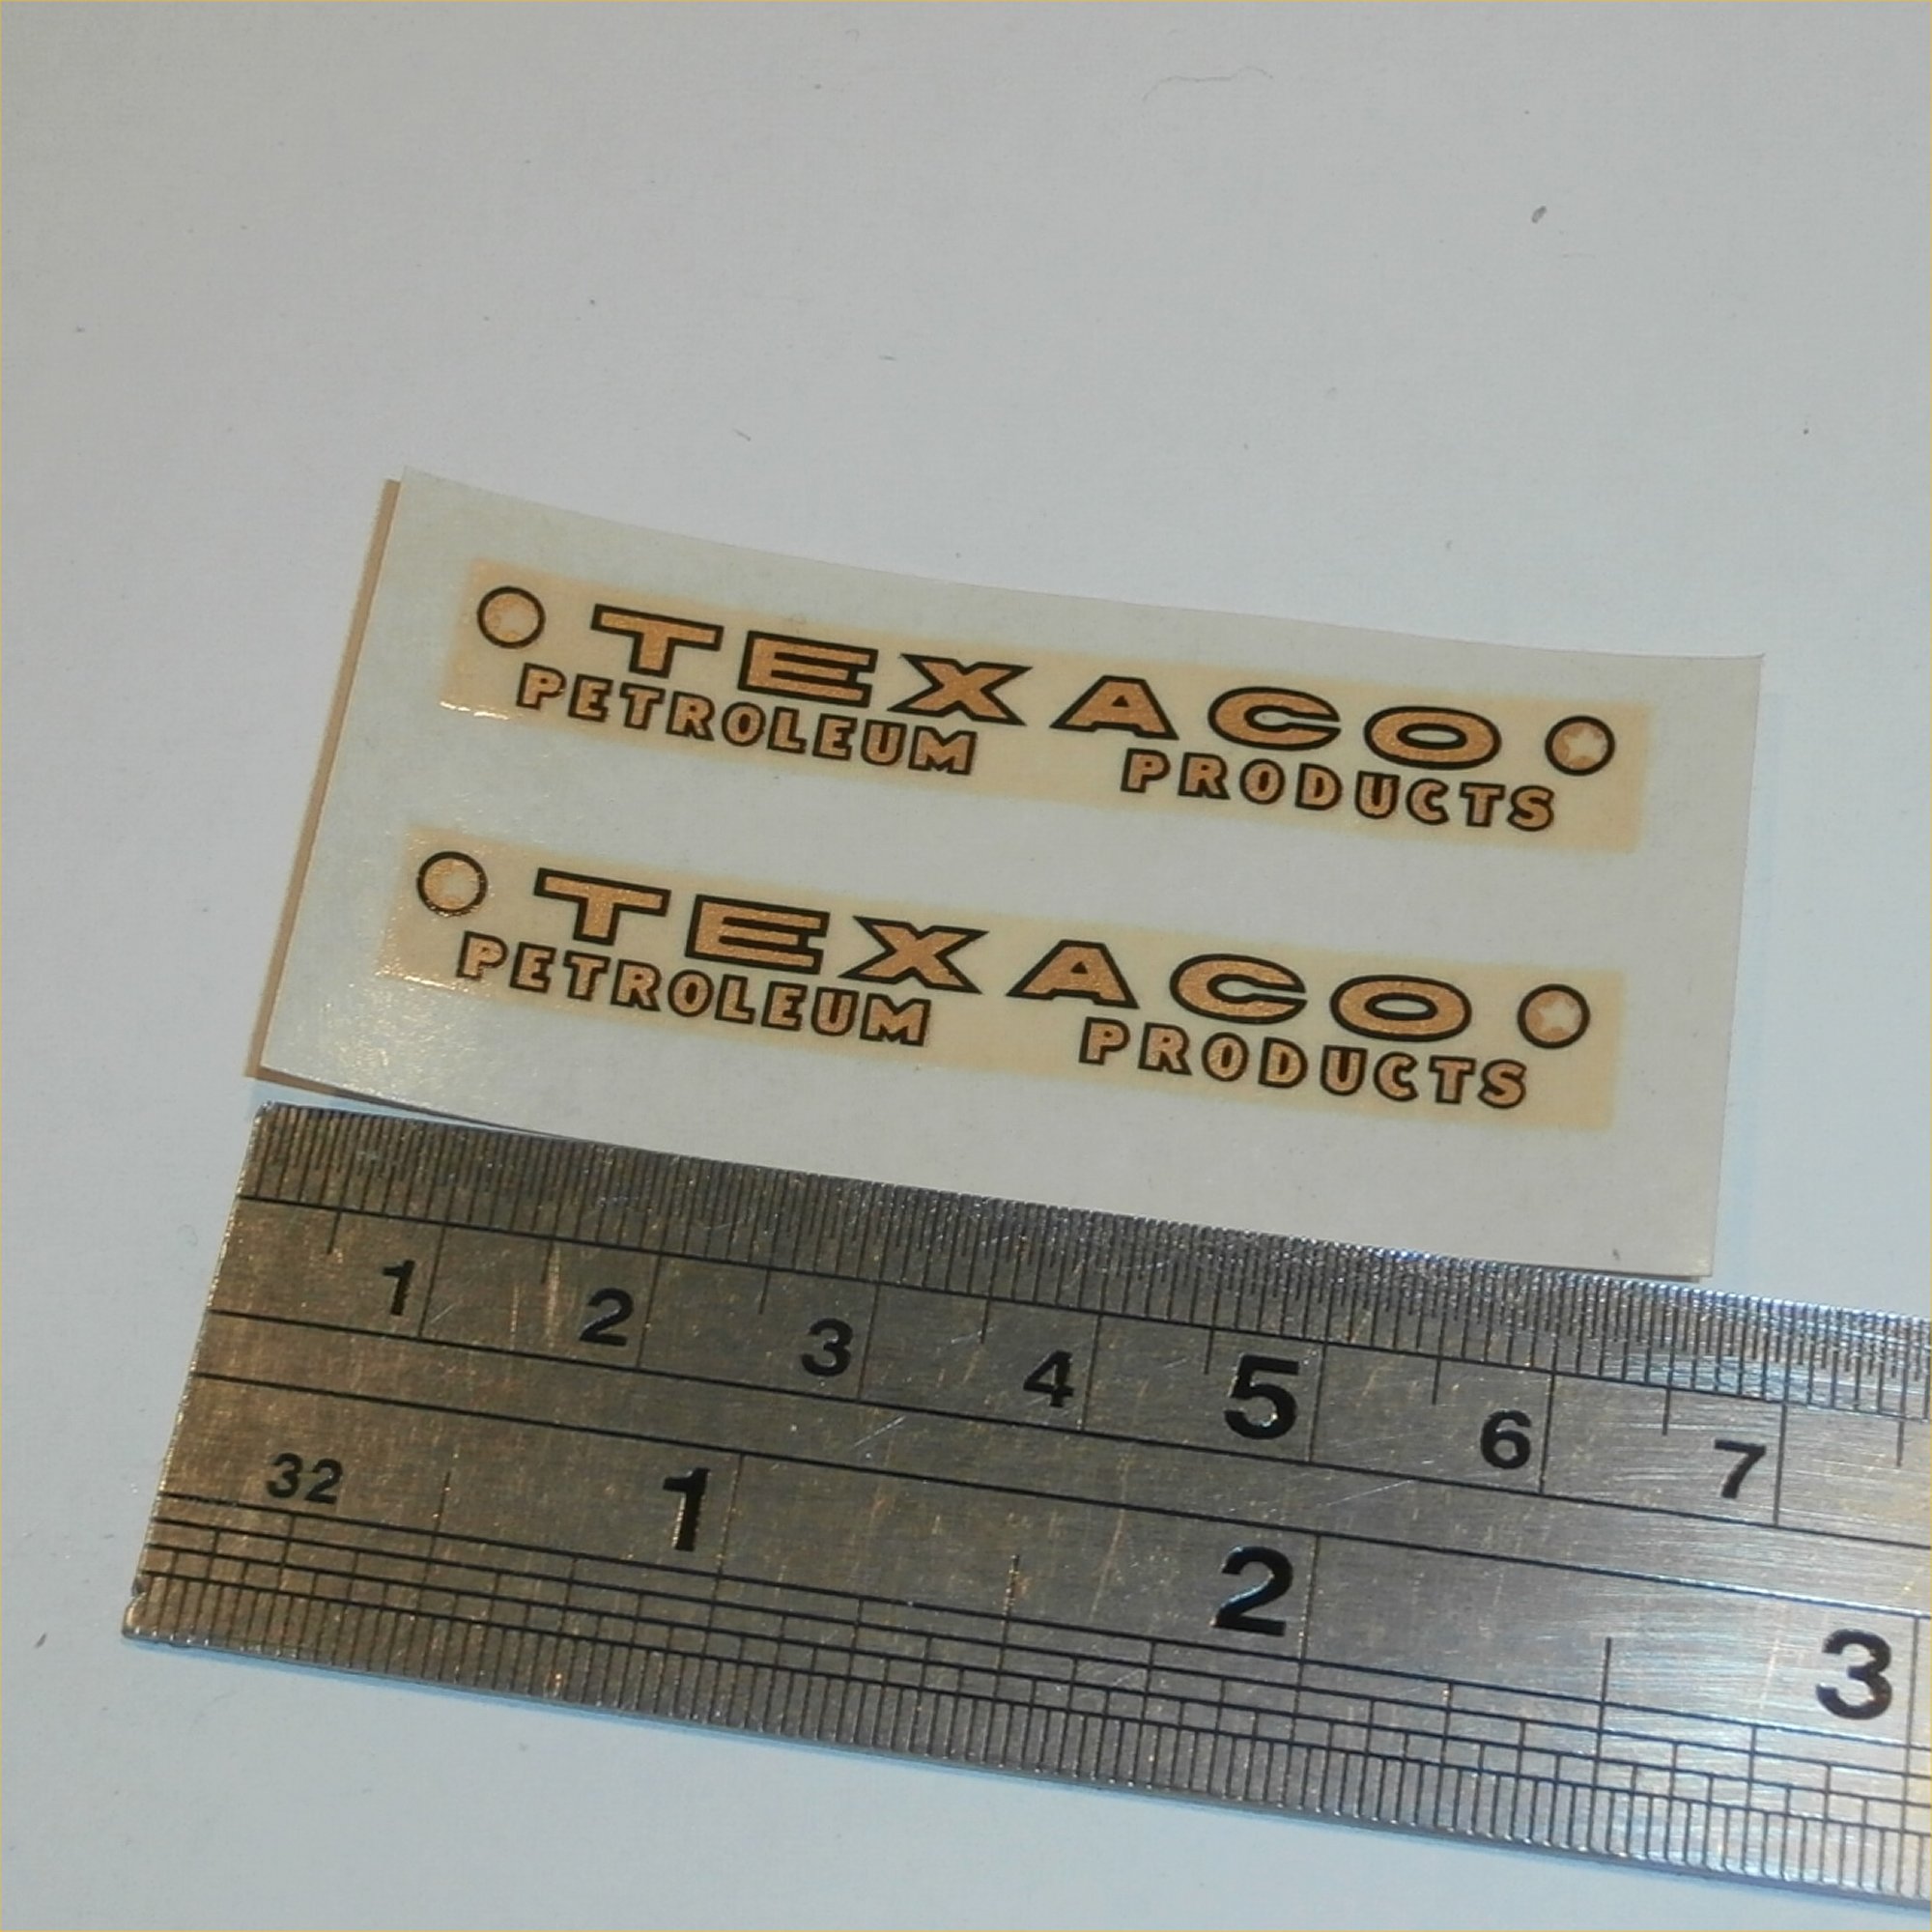 TEXACO
PETROLEUM PRODUCTS
TEXACO
PETROLEUM PRODUCTS
1 2 3 4 5 6 7
32 1 2 3